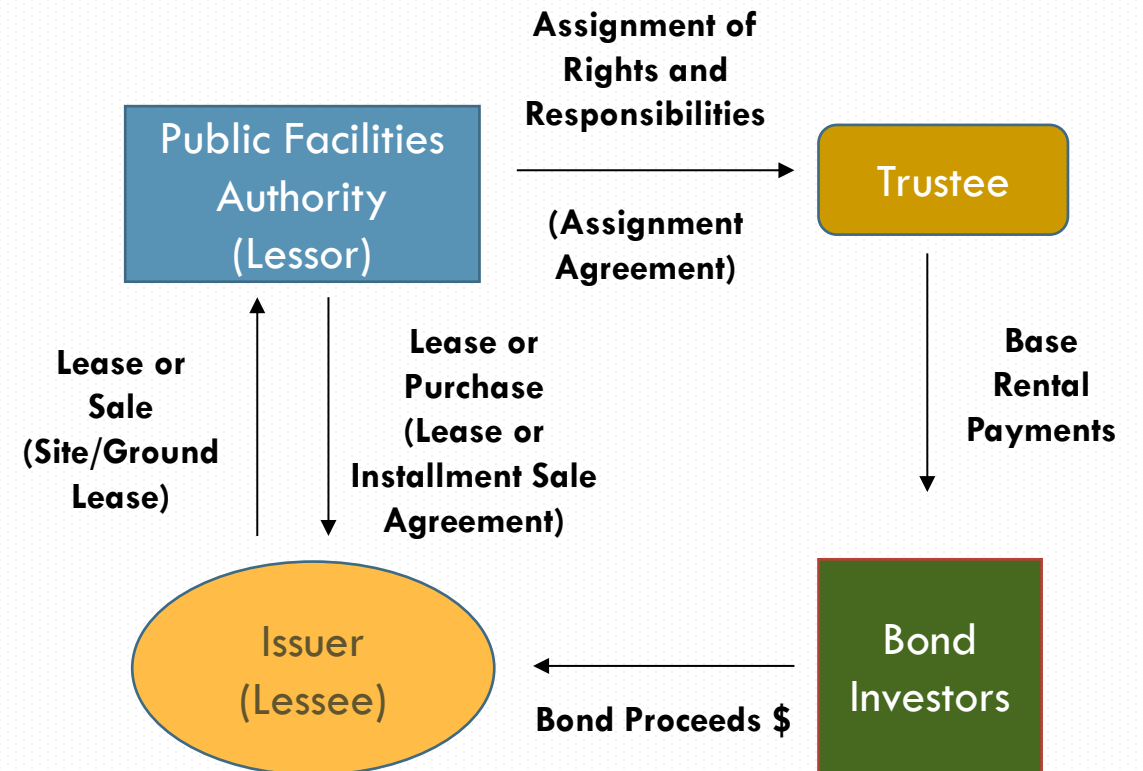 Assignment of
Rights and
Responsibilities
Public Facilities
Authority
(Lessor)
Trustee
(Assignment
Agreement)
Lease or
Sale
(Site/Ground
Lease)
Lease or
Purchase
(Lease or
Installment Sale
Agreement)
Base
Rental
Payments
Issuer
(Lessee)
Bond Proceeds $
Bond
Investors